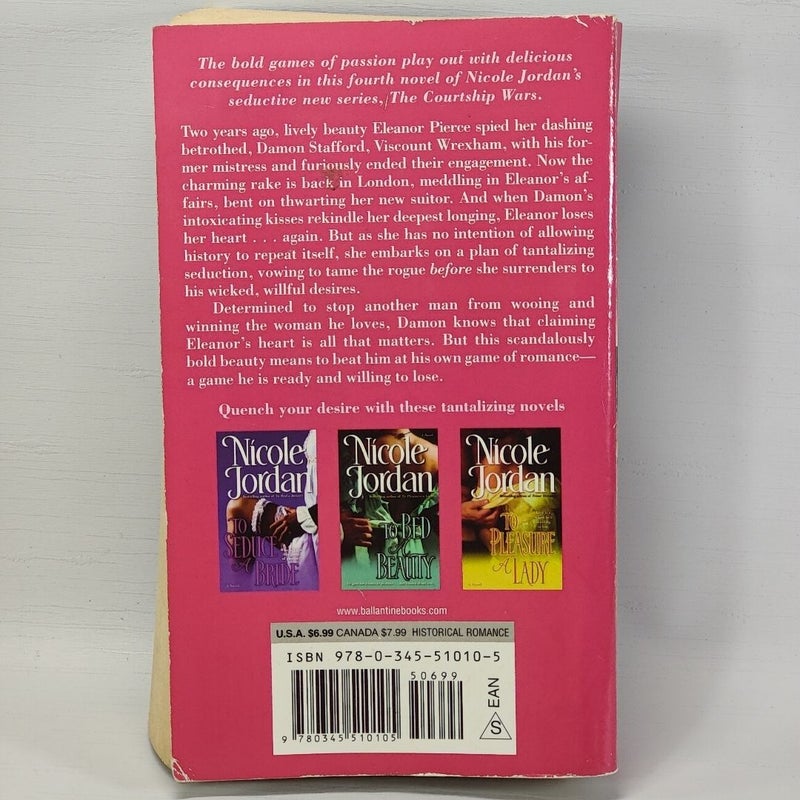 The bold games of passion play out with delicious
consequences in this fourth novel of Nicole Jordan's
seductive new series, The Courtship Wars.
Two years ago, lively beauty Eleanor Pierce spied her dashing
betrothed, Damon Stafford, Viscount Wrexham, with his for-
mer mistress and furiously ended their engagement. Now the
charming rake is back in London, meddling in Eleanor's af-
fairs, bent on thwarting her new suitor. And when Damon's
intoxicating kisses rekindle her deepest longing, Eleanor loses
her heart . . . again. But as she has no intention of allowing
history to repeat itself, she embarks on a plan of tantalizing
seduction, vowing to tame the rogue before she surrenders to
his wicked, willful desires.
Determined to stop another man from wooing and
winning the woman he loves, Damon knows that claiming
Eleanor's heart is all that matters. But this scandalously
bold beauty means to beat him at his own game of romance—
a game he is ready and willing to lose.
Quench your desire with these tantalizing novels
Nicole
Jordan
TO
SEDUCE
A
BRIDE
Nicole
Jordan
TO BED
A
BEAUTY
Nicole
Jordan
TO
PLEASURE
A
LADY
www.ballantinebooks.com
U.S.A. $6.99 CANADA $7.99 HISTORICAL ROMANCE
ISBN 978-0-345-51010-5
50699
9 780345 510105
S EAN